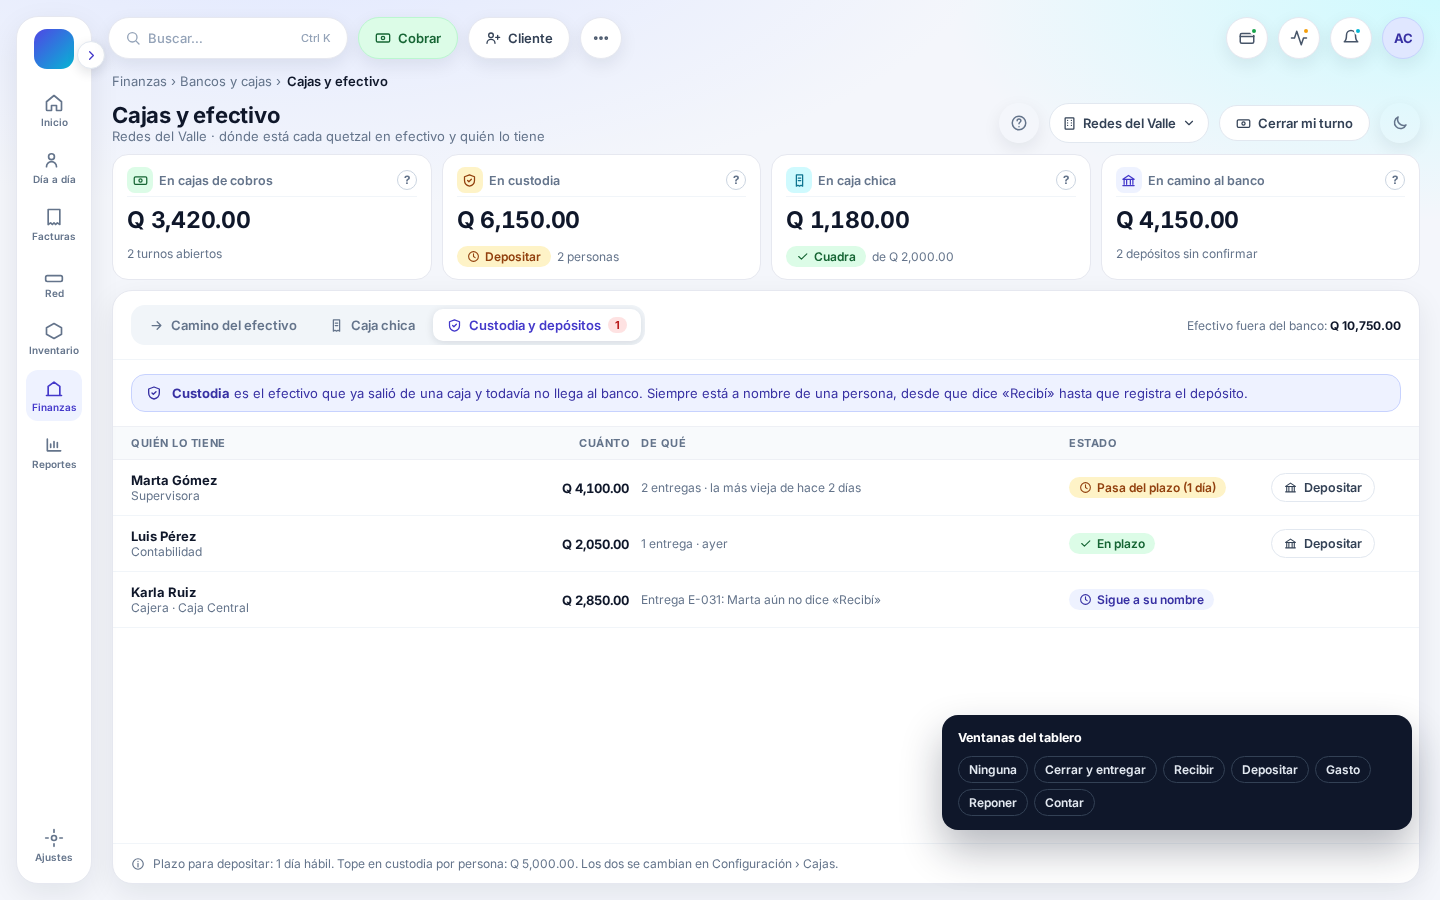 Buscar...
Ctrl K
Cobrar
Cliente
AC
Finanzas › Bancos y cajas › Cajas y efectivo
Cajas y efectivo
Redes del Valle · dónde está cada quetzal en efectivo y quién lo tiene
Redes del Valle
Cerrar mi turno
Inicio
Día a día
Facturas
Red
Inventario
Finanzas
Reportes
Ajustes
En cajas de cobros
?
Q 3,420.00
2 turnos abiertos
En custodia
?
Q 6,150.00
Depositar
2 personas
En caja chica
?
Q 1,180.00
Cuadra
de Q 2,000.00
En camino al banco
?
Q 4,150.00
2 depósitos sin confirmar
Camino del efectivo
Caja chica
Custodia y depósitos 1
Efectivo fuera del banco: Q 10,750.00
Custodia es el efectivo que ya salió de una caja y todavía no llega al banco. Siempre está a nombre de una persona, desde que dice «Recibí» hasta que registra el depósito.
QUIÉN LO TIENE CUÁNTO DE QUÉ ESTADO
Marta Gómez
Supervisora
Q 4,100.00
2 entregas · la más vieja de hace 2 días
Pasa del plazo (1 día)
Depositar
Luis Pérez
Contabilidad
Q 2,050.00
1 entrega · ayer
En plazo
Depositar
Karla Ruiz
Cajera · Caja Central
Q 2,850.00
Entrega E-031: Marta aún no dice «Recibí»
Sigue a su nombre
Ventanas del tablero
Ninguna
Cerrar y entregar
Recibir
Depositar
Gasto
Reponer
Contar
Plazo para depositar: 1 día hábil. Tope en custodia por persona: Q 5,000.00. Los dos se cambian en Configuración › Cajas.